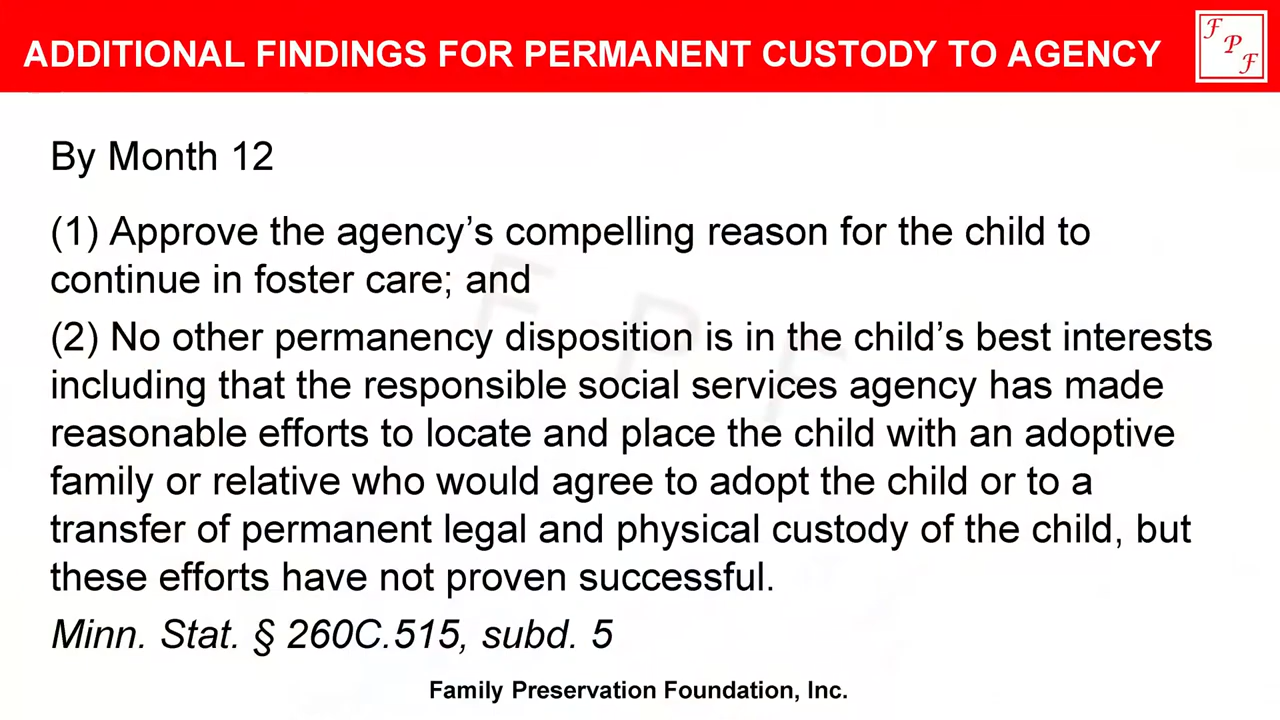 ADDITIONAL FINDINGS FOR PERMANENT CUSTODY TO AGENCY
F
P
F
By Month 12
(1) Approve the agency’s compelling reason for the child to
continue in foster care; and
(2) No other permanency disposition is in the child’s best interests
including that the responsible social services agency has made
reasonable efforts to locate and place the child with an adoptive
family or relative who would agree to adopt the child or to a
transfer of permanent legal and physical custody of the child, but
these efforts have not proven successful.
Minn. Stat. § 260C.515, subd. 5
Family Preservation Foundation, Inc.